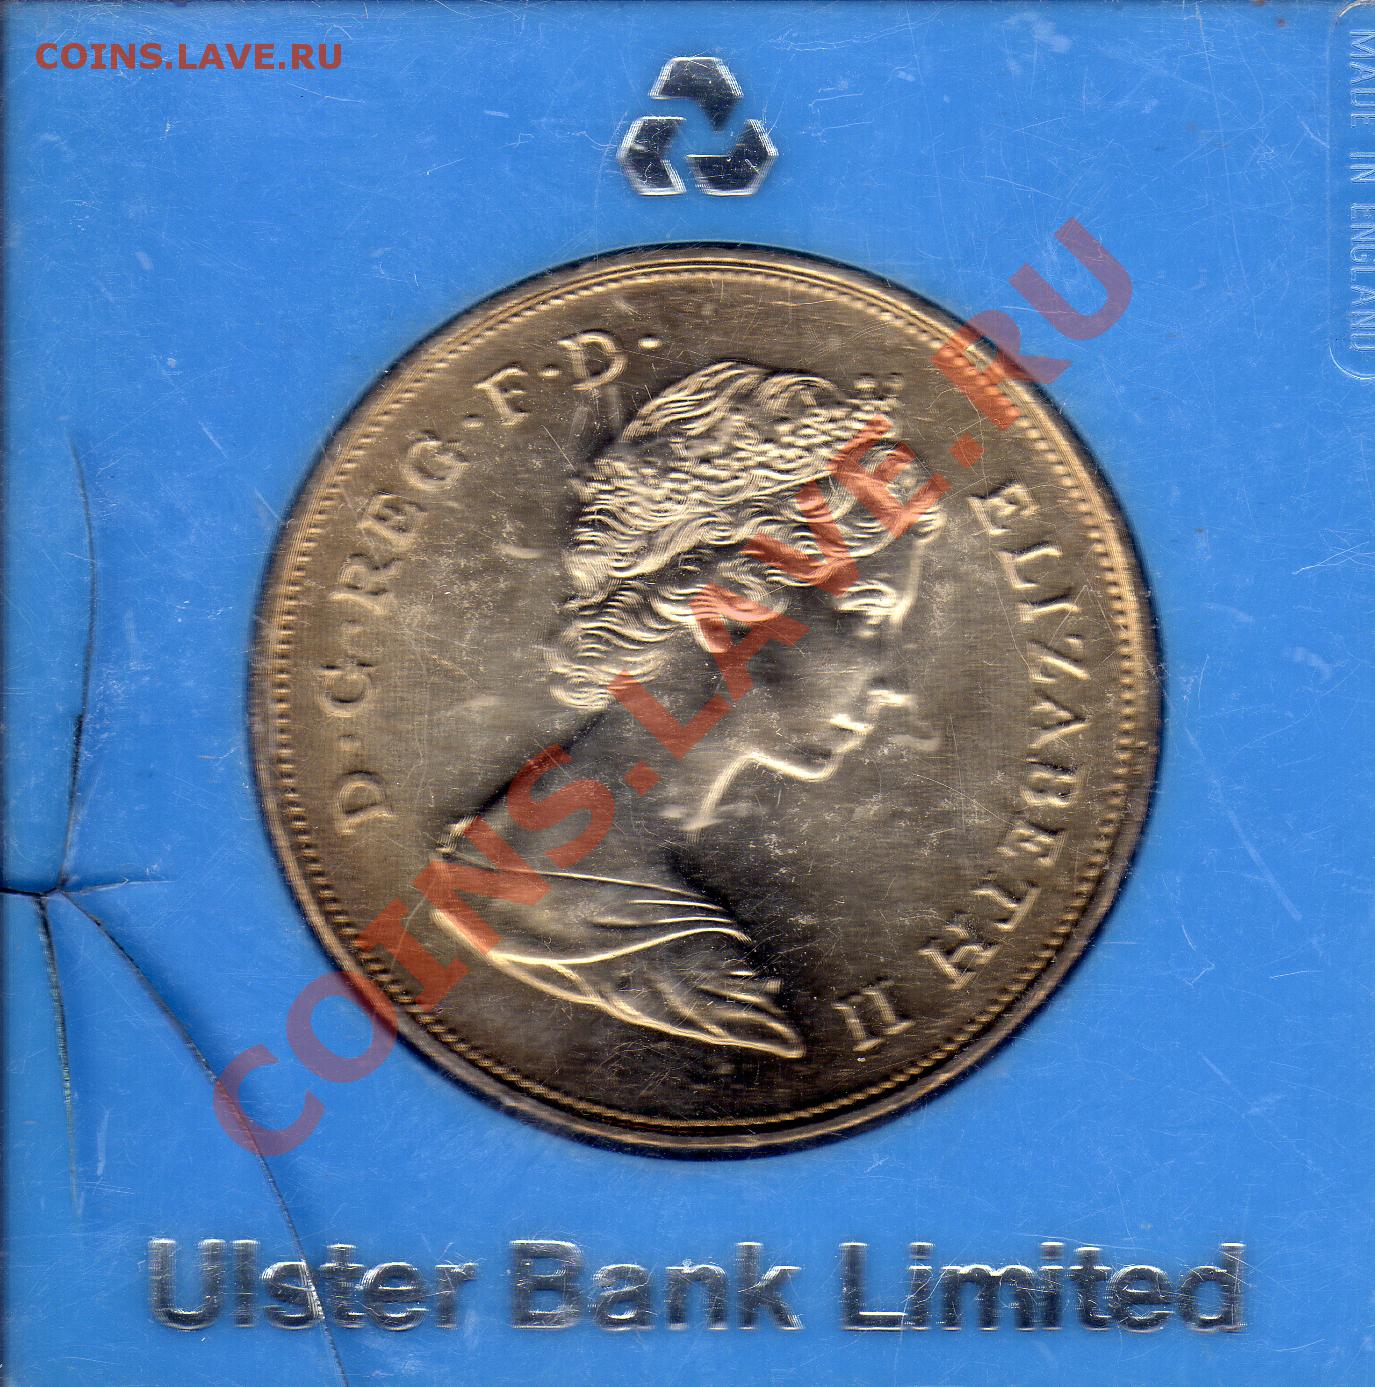 COINS.LAVE.RU
MADE IN ENGLAND
D·G·REG·F·D· ELIZABETH II
COINS.LAVE.RU
Ulster Bank Limited